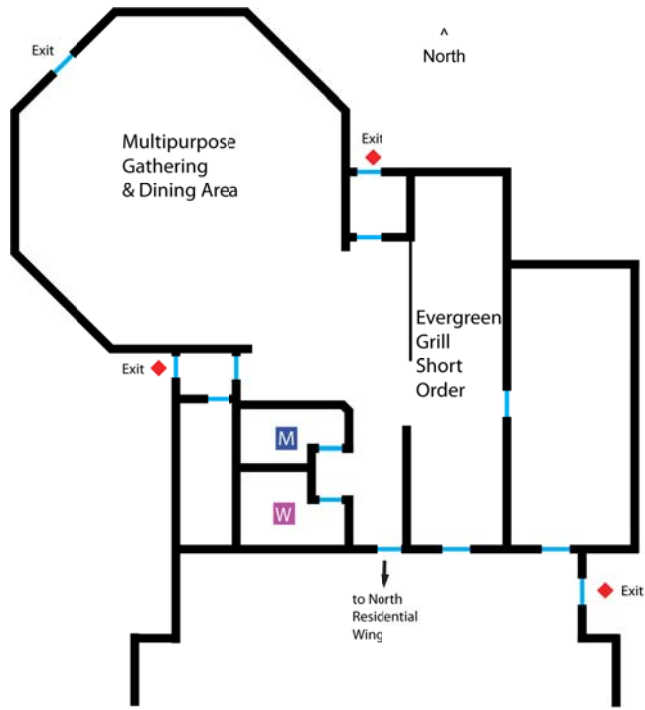 ^
North
Exit
Multipurpose
Gathering
& Dining Area
Exit
Evergreen
Grill
Short
Order
Exit
M
W
Exit
to North
Residential
Wing